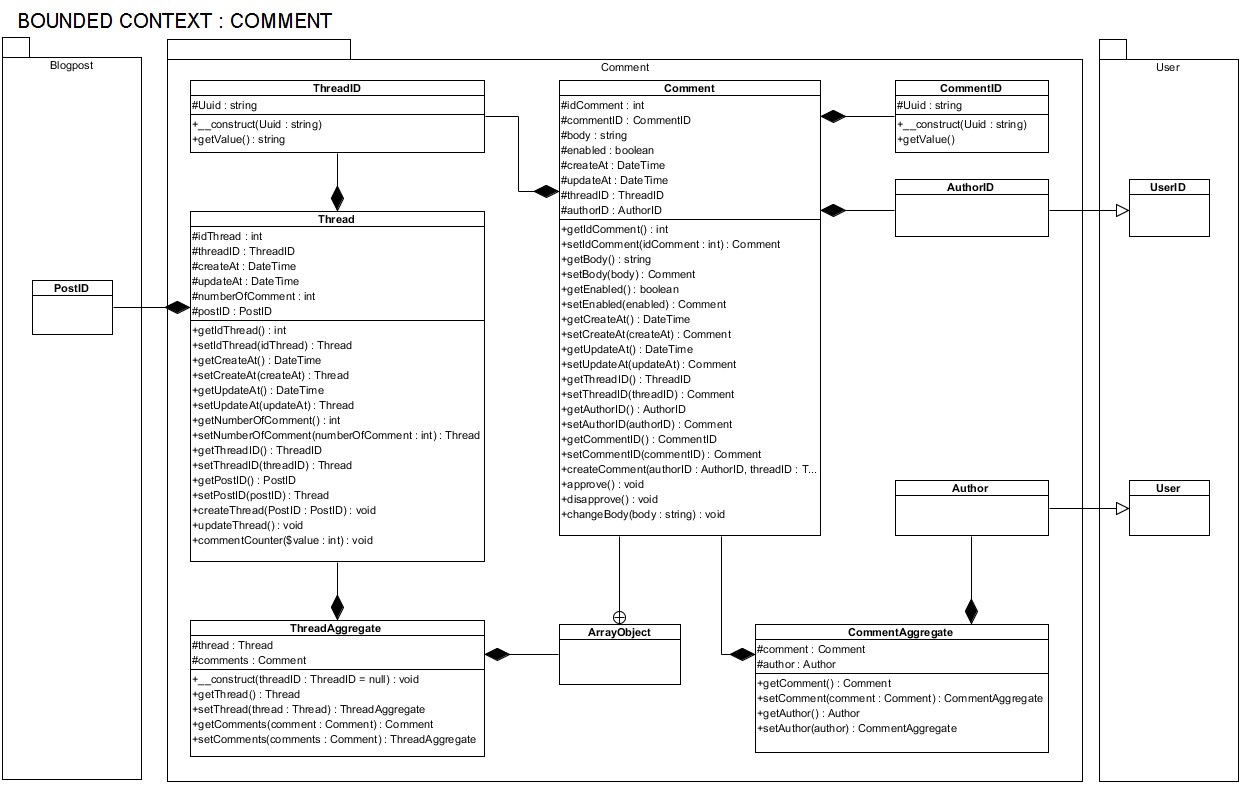 BOUNDED CONTEXT : COMMENT
Blogpost
PostID
Comment
ThreadID
#Uuid : string
+__construct(Uuid : string)
+getValue() : string
Thread
#idThread : int
#threadID : ThreadID
#createAt : DateTime
#updateAt : DateTime
#numberOfComment : int
#postID : PostID
+getIdThread() : int
+setIdThread(idThread) : Thread
+getCreateAt() : DateTime
+setCreateAt(createAt) : Thread
+getUpdateAt() : DateTime
+setUpdateAt(updateAt) : Thread
+getNumberOfComment() : int
+setNumberOfComment(numberOfComment : int) : Thread
+getThreadID() : ThreadID
+setThreadID(threadID) : Thread
+getPostID() : PostID
+setPostID(postID) : Thread
+createThread(PostID : PostID) : void
+updateThread() : void
+commentCounter($value : int) : void
ThreadAggregate
#thread : Thread
#comments : Comment
+__construct(threadID : ThreadID = null) : void
+getThread() : Thread
+setThread(thread : Thread) : ThreadAggregate
+getComments(comment : Comment) : Comment
+setComments(comments : Comment) : ThreadAggregate
Comment
#idComment : int
#commentID : CommentID
#body : string
#enabled : boolean
#createAt : DateTime
#updateAt : DateTime
#threadID : ThreadID
#authorID : AuthorID
+getIdComment() : int
+setIdComment(idComment : int) : Comment
+getBody() : string
+setBody(body) : Comment
+getEnabled() : boolean
+setEnabled(enabled) : Comment
+getCreateAt() : DateTime
+setCreateAt(createAt) : Comment
+getUpdateAt() : DateTime
+setUpdateAt(updateAt) : Comment
+getThreadID() : ThreadID
+setThreadID(threadID) : Comment
+getAuthorID() : AuthorID
+setAuthorID(authorID) : Comment
+getCommentID() : CommentID
+setCommentID(commentID) : Comment
+createComment(authorID : AuthorID, threadID : T...
+approve() : void
+disapprove() : void
+changeBody(body : string) : void
ArrayObject
CommentID
#Uuid : string
+__construct(Uuid : string)
+getValue()
AuthorID
Author
CommentAggregate
#comment : Comment
#author : Author
+getComment() : Comment
+setComment(comment : Comment) : CommentAggregate
+getAuthor() : Author
+setAuthor(author) : CommentAggregate
User
UserID
User